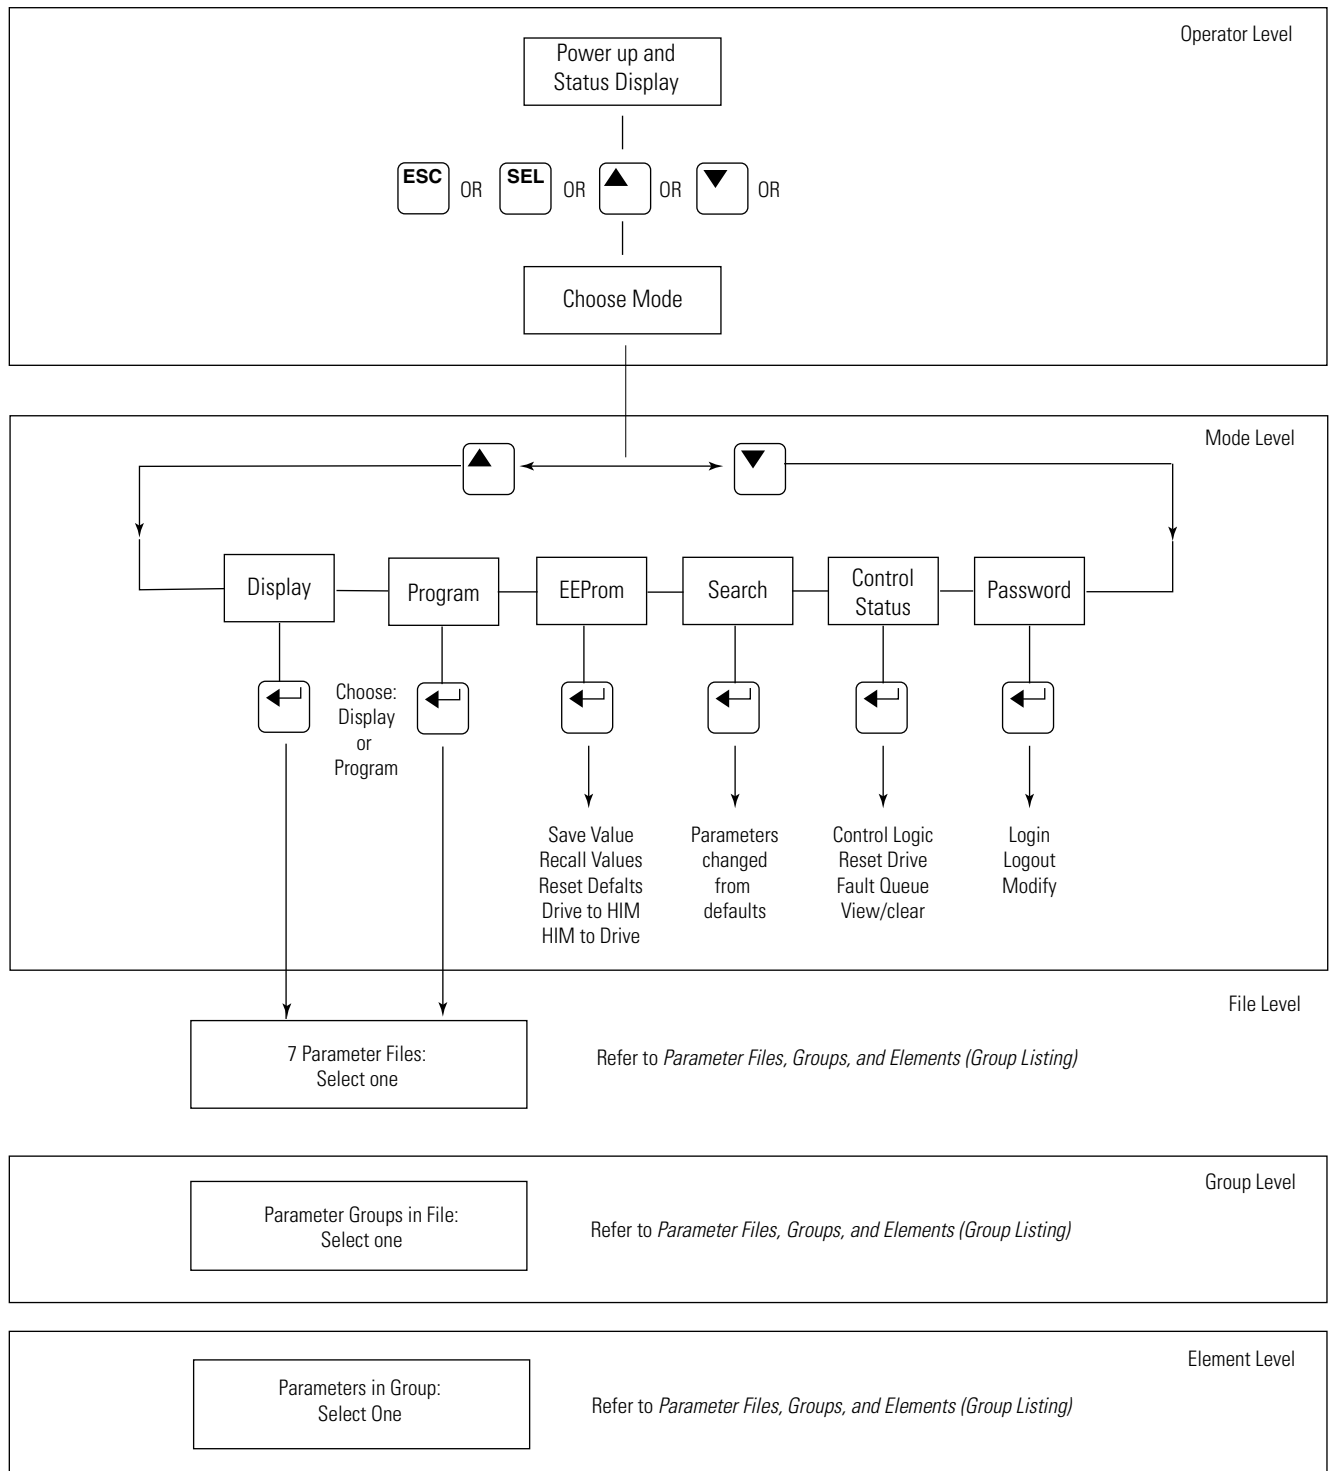 Operator Level
Power up and
Status Display
ESC OR SEL OR OR OR
Choose Mode
Mode Level
Display
Program
EEProm
Search
Control
Status
Password
Choose:
Display
or
Program
Save Value
Recall Values
Reset Defalts
Drive to HIM
HIM to Drive
Parameters
changed
from
defaults
Control Logic
Reset Drive
Fault Queue
View/clear
Login
Logout
Modify
File Level
7 Parameter Files:
Select one
Refer to Parameter Files, Groups, and Elements (Group Listing)
Group Level
Parameter Groups in File:
Select one
Refer to Parameter Files, Groups, and Elements (Group Listing)
Element Level
Parameters in Group:
Select One
Refer to Parameter Files, Groups, and Elements (Group Listing)